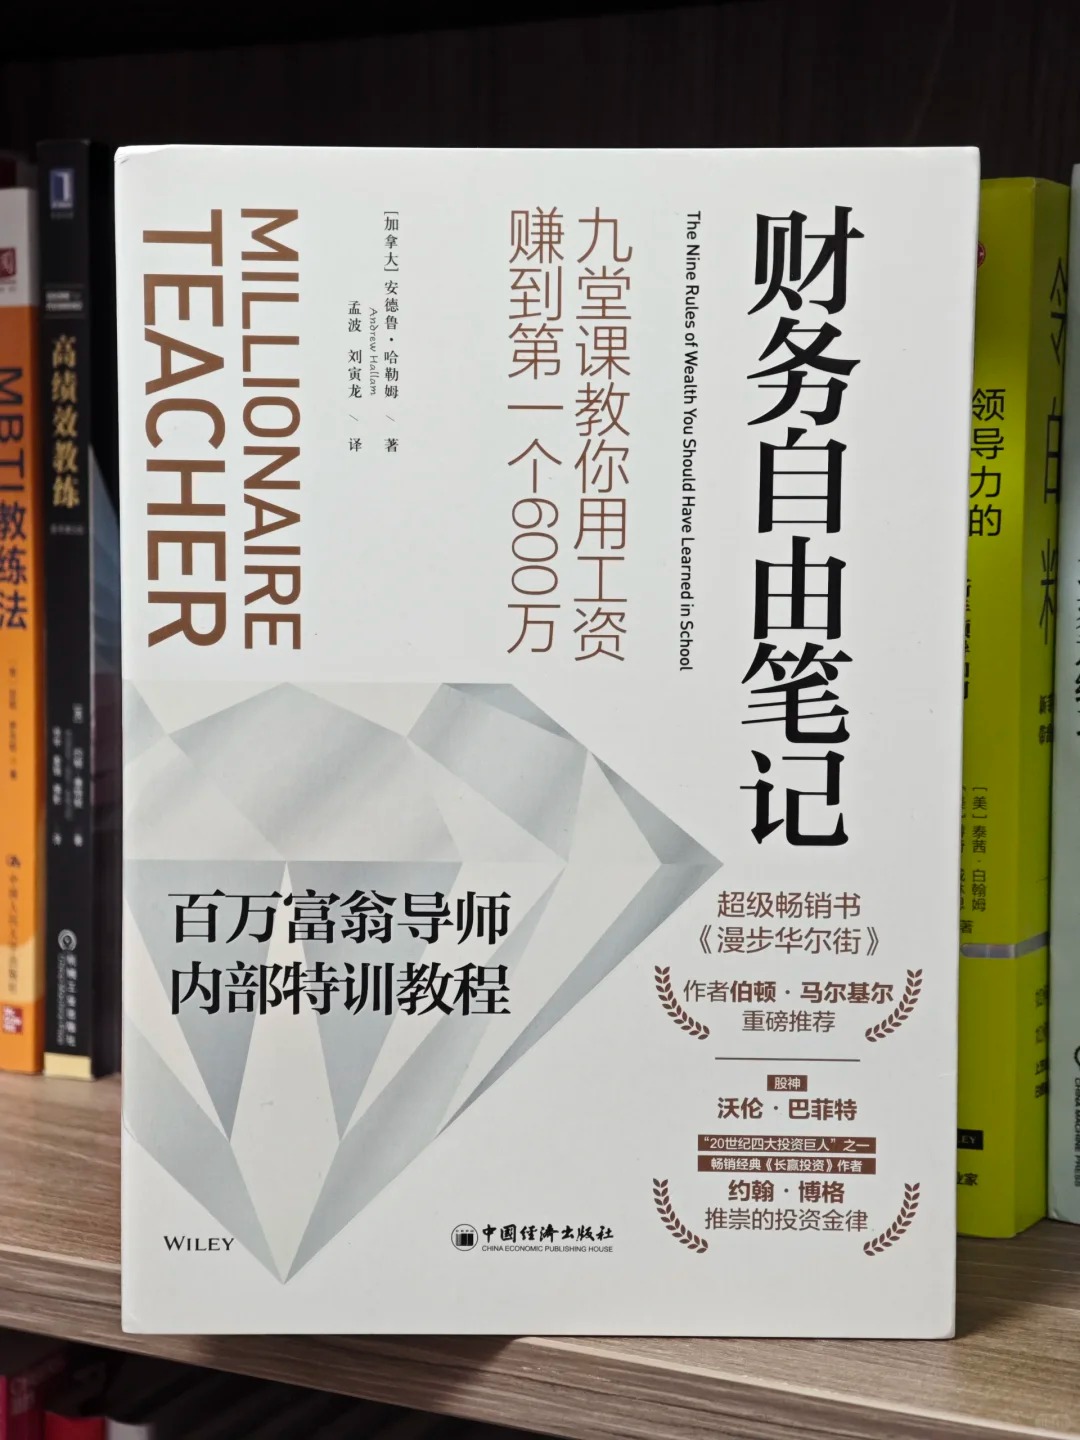 财务自由笔记
The Nine Rules of Wealth You Should Have Learned in School
九堂课教你用工资
赚到第一个600万
[加拿大] 安德鲁·哈勒姆 / 著
Andrew Hallam
孟波 刘寅龙 / 译
MILLIONAIRE
TEACHER
百万富翁导师
内部特训教程
超级畅销书
《漫步华尔街》
作者伯顿·马尔基尔
重磅推荐
股神
沃伦·巴菲特
“20世纪四大投资巨人”之一
畅销经典《长赢投资》作者
约翰·博格
推崇的投资金律
WILEY
中国经济出版社
CHINA ECONOMIC PUBLISHING HOUSE
MBTI教练法
高绩效教练
领导力的
[美] 泰茜·白翰姆